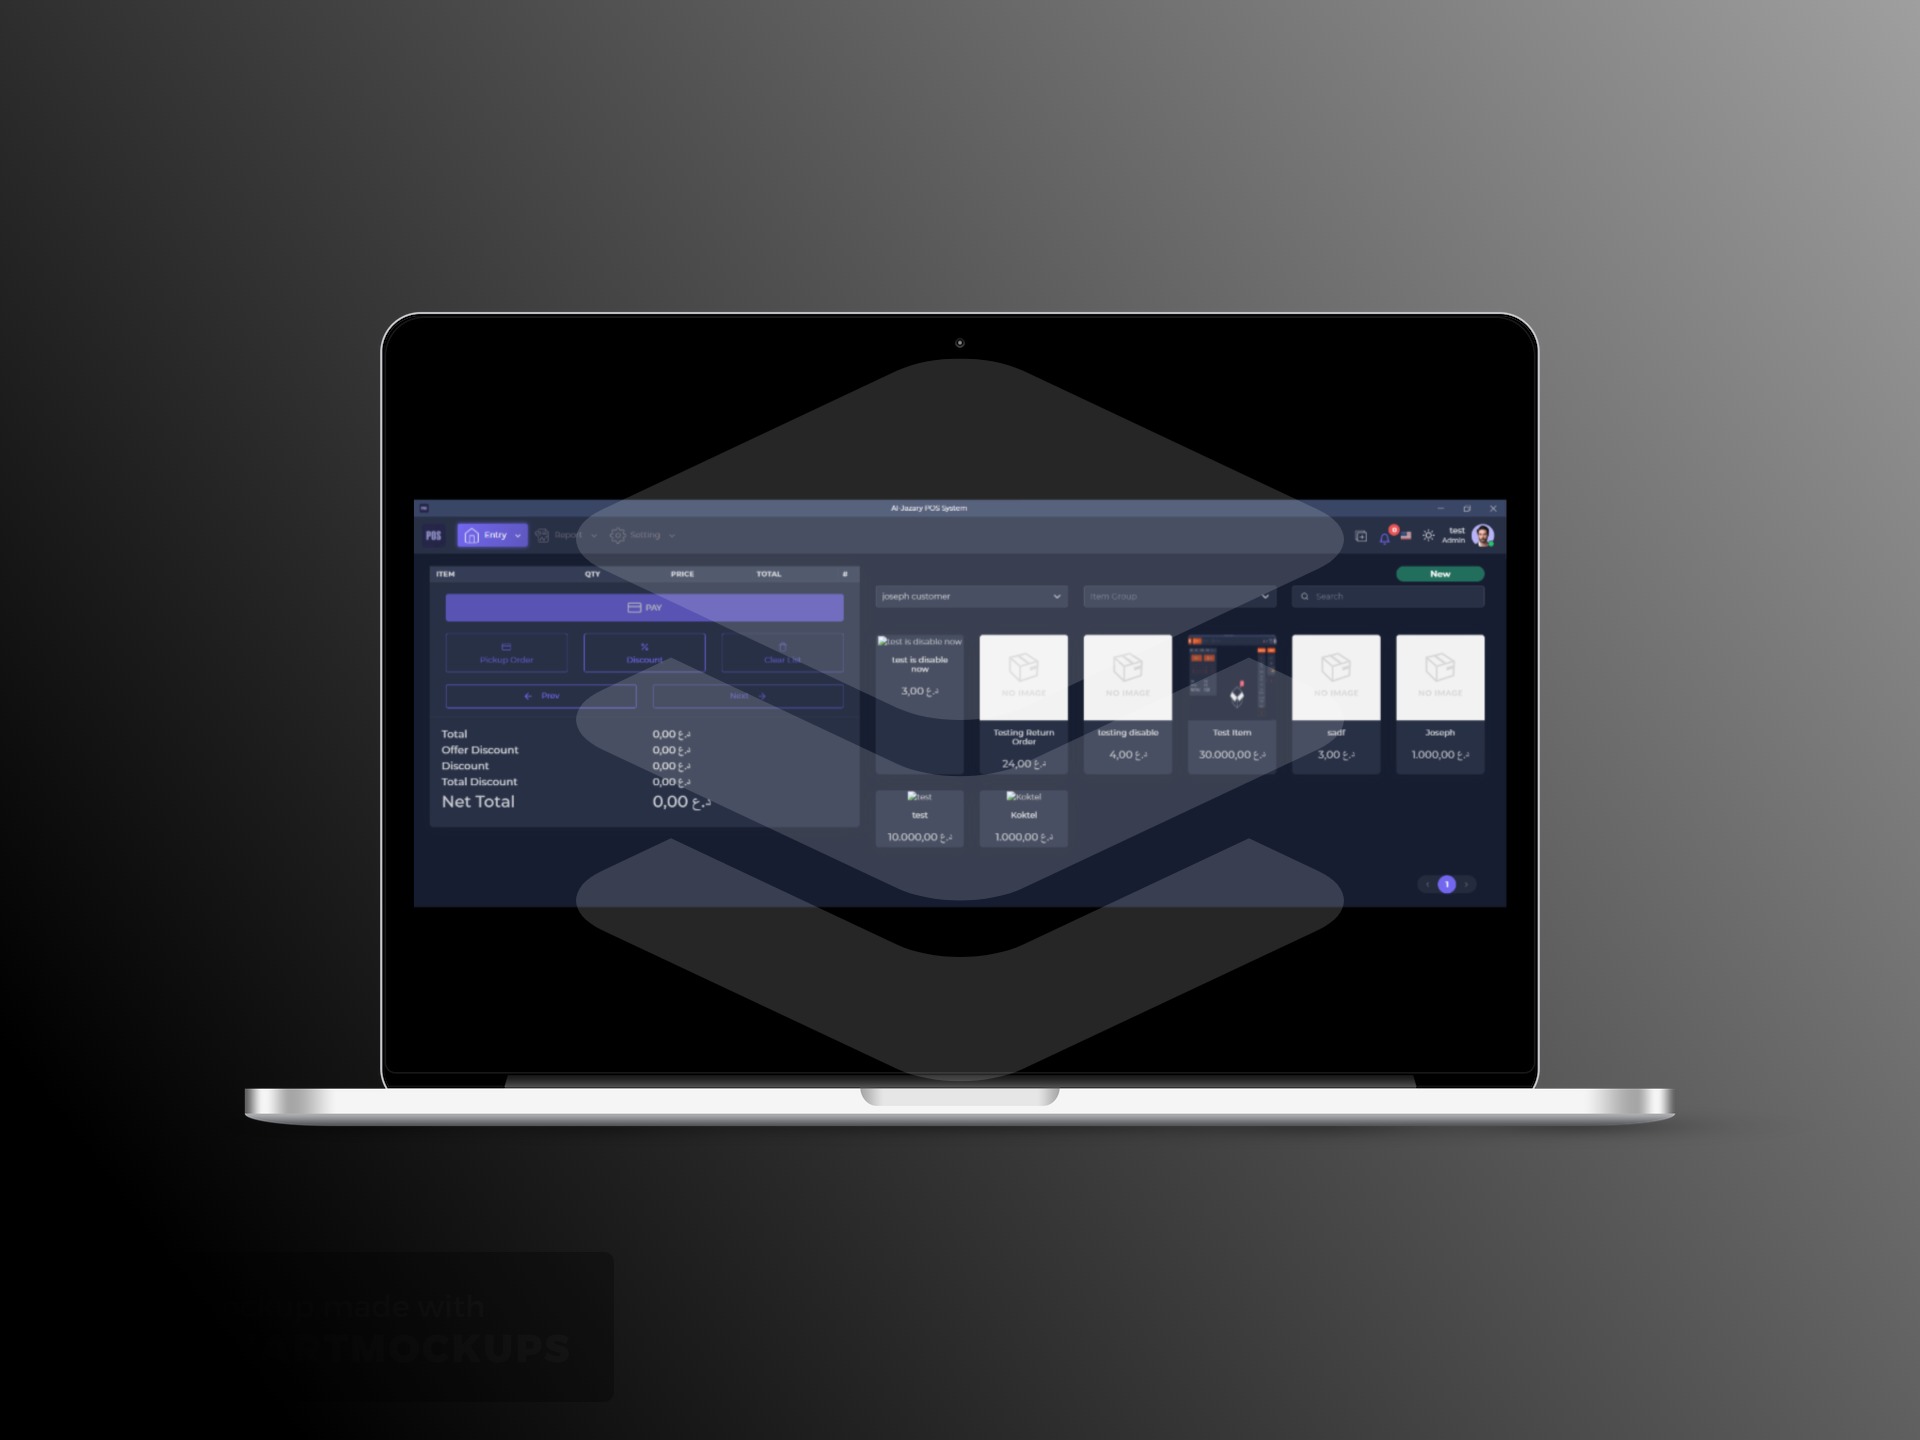 Al-Jazary POS System
POS
Entry
Report
Setting
0
test
Admin
ITEM QTY PRICE TOTAL #
PAY
Pickup Order
Discount
Clear List
Prev
Next
Total 0,00 د.ع
Offer Discount 0,00 د.ع
Discount 0,00 د.ع
Total Discount 0,00 د.ع
Net Total 0,00 د.ع
New
joseph customer
Item Group
Search
test is disable now
test is disable
now
3,00 د.ع
NO IMAGE
Testing Return
Order
24,00 د.ع
NO IMAGE
testing disable
4,00 د.ع
Test Item
30.000,00 د.ع
NO IMAGE
sadf
3,00 د.ع
NO IMAGE
Joseph
1.000,00 د.ع
test
test
10.000,00 د.ع
Koktel
Koktel
1.000,00 د.ع
1
made with
MOCKUPS